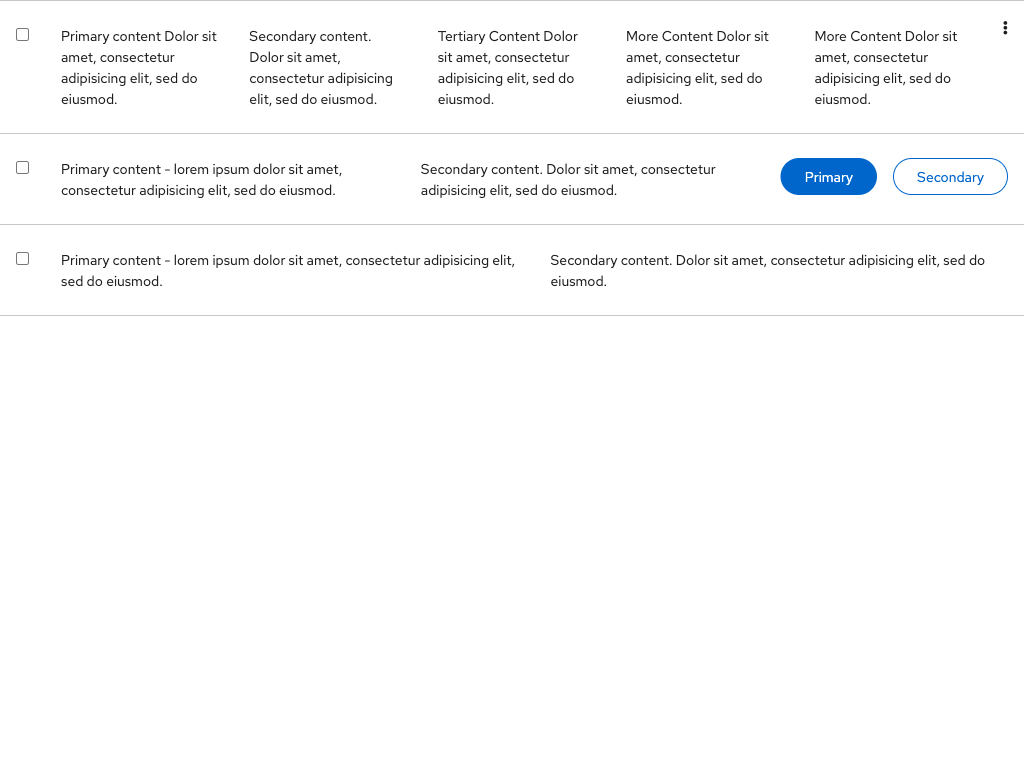 Primary content Dolor sit
amet, consectetur
adipisicing elit, sed do
eiusmod.
Secondary content.
Dolor sit amet,
consectetur adipisicing
elit, sed do eiusmod.
Tertiary Content Dolor
sit amet, consectetur
adipisicing elit, sed do
eiusmod.
More Content Dolor sit
amet, consectetur
adipisicing elit, sed do
eiusmod.
More Content Dolor sit
amet, consectetur
adipisicing elit, sed do
eiusmod.
Primary content - lorem ipsum dolor sit amet,
consectetur adipisicing elit, sed do eiusmod.
Secondary content. Dolor sit amet, consectetur
adipisicing elit, sed do eiusmod.
Primary
Secondary
Primary content - lorem ipsum dolor sit amet, consectetur adipisicing elit,
sed do eiusmod.
Secondary content. Dolor sit amet, consectetur adipisicing elit, sed do
eiusmod.